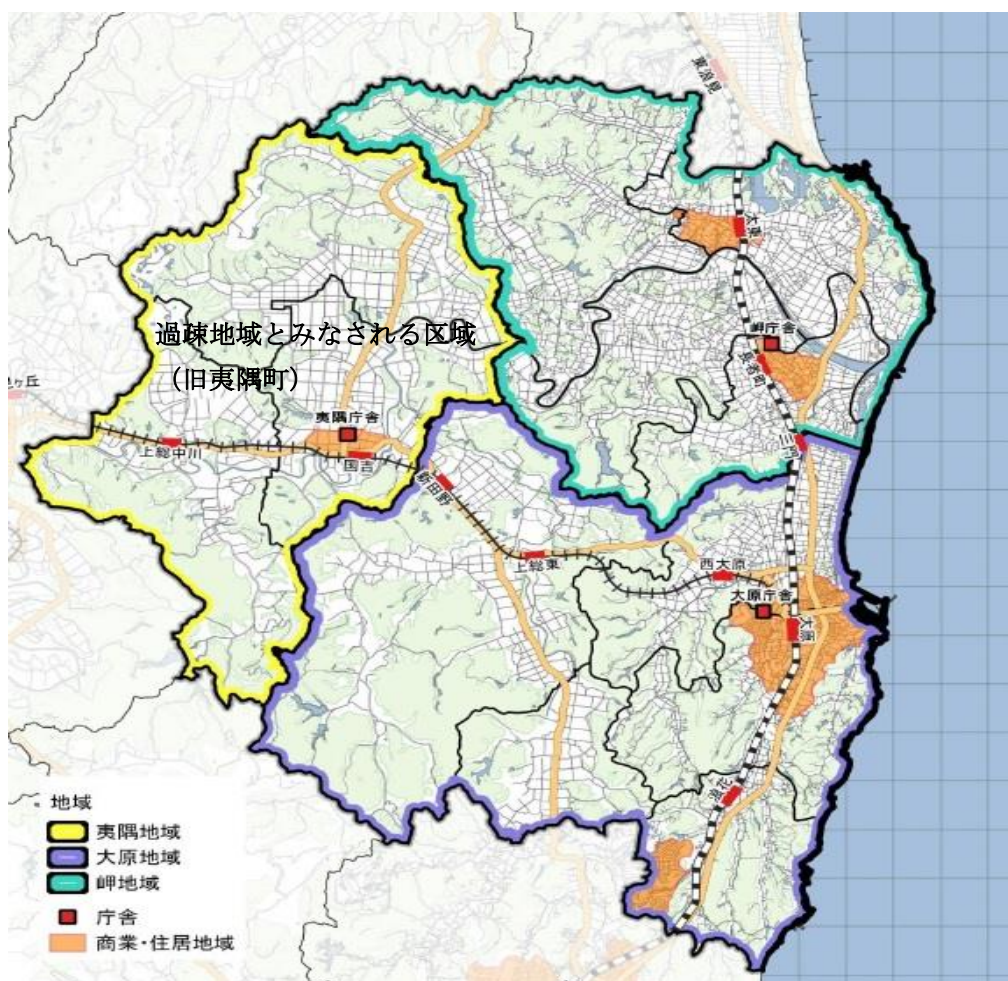 東浪見
太東
岬庁舎
長者町
三門
過疎地域とみなされる区域
（旧夷隅町）
夷隅庁舎
上総中川
国吉
新田野
上総東
西大原
大原庁舎
大原
浪花
地域
夷隅地域
大原地域
岬地域
庁舎
商業・住居地域